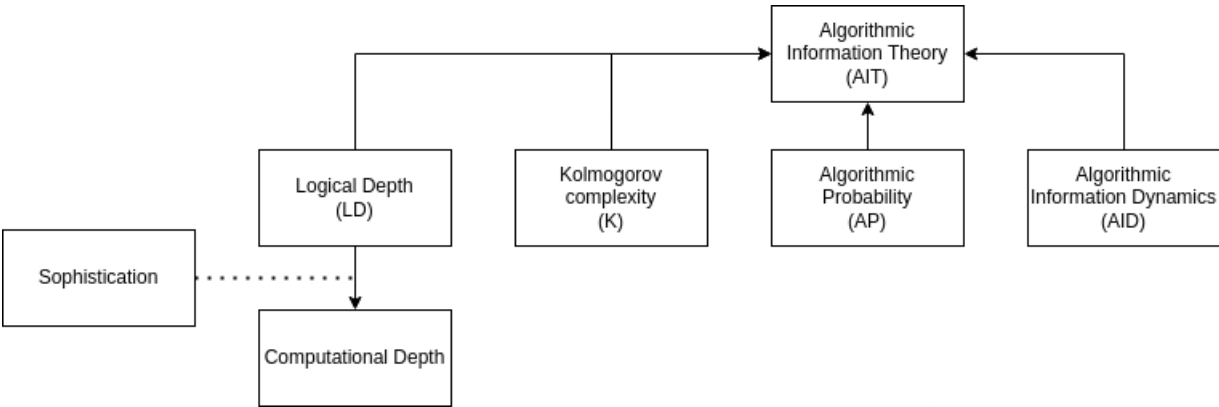 Algorithmic
Information Theory
(AIT)
Logical Depth
(LD)
Kolmogorov
complexity
(K)
Algorithmic
Probability
(AP)
Algorithmic
Information Dynamics
(AID)
Sophistication
Computational Depth